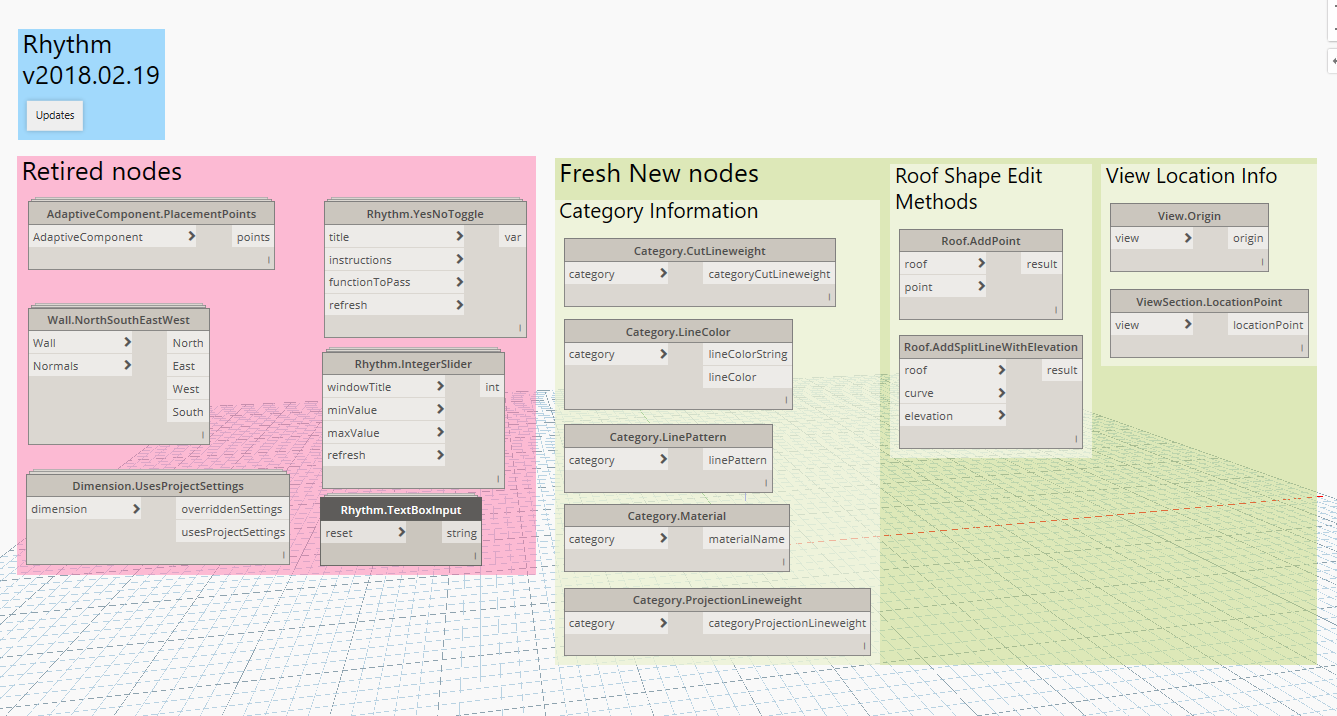 Rhythm
v2018.02.19
Updates
Retired nodes
AdaptiveComponent.PlacementPoints
AdaptiveComponent > points
Wall.NorthSouthEastWest
Wall > North
Normals > East
West
South
Dimension.UsesProjectSettings
dimension > overriddenSettings
usesProjectSettings
Rhythm.YesNoToggle
title > var
instructions >
functionToPass >
refresh >
Rhythm.IntegerSlider
windowTitle > int
minValue >
maxValue >
refresh >
Rhythm.TextBoxInput
reset > string
Fresh New nodes
Category Information
Category.CutLineweight
category > categoryCutLineweight
Category.LineColor
category > lineColorString
lineColor
Category.LinePattern
category > linePattern
Category.Material
category > materialName
Category.ProjectionLineweight
category > categoryProjectionLineweight
Roof Shape Edit
Methods
Roof.AddPoint
roof > result
point >
Roof.AddSplitLineWithElevation
roof > result
curve >
elevation >
View Location Info
View.Origin
view > origin
ViewSection.LocationPoint
view > locationPoint